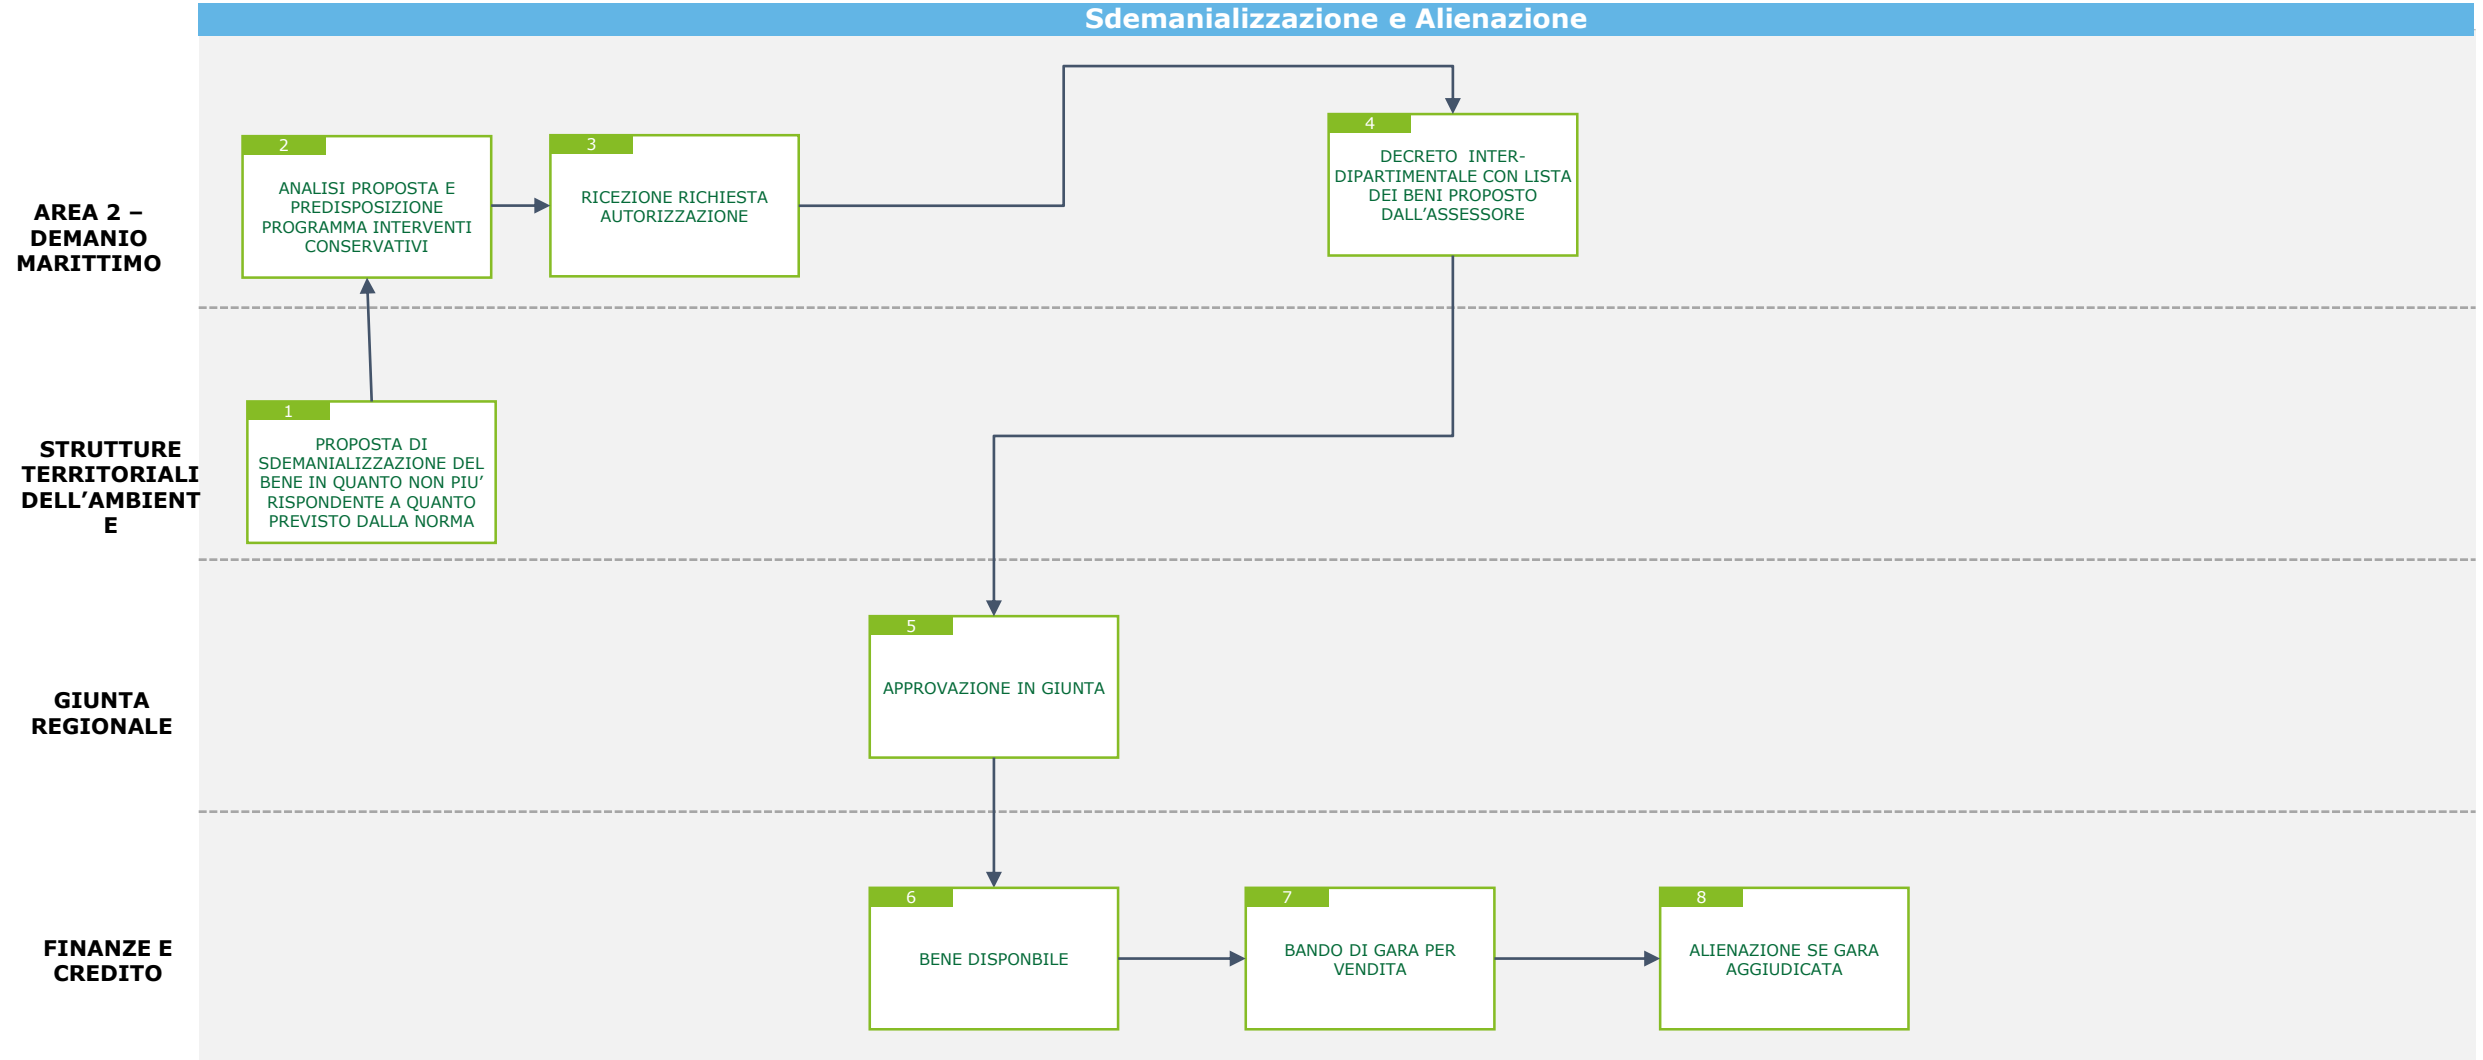 Sdemanializzazione e Alienazione
AREA 2 –
DEMANIO
MARITTIMO
2
ANALISI PROPOSTA E
PREDISPOSIZIONE
PROGRAMMA INTERVENTI
CONSERVATIVI
3
RICEZIONE RICHIESTA
AUTORIZZAZIONE
4
DECRETO  INTER-
DIPARTIMENTALE CON LISTA
DEI BENI PROPOSTO
DALL’ASSESSORE
STRUTTURE
TERRITORIALI
DELL’AMBIENT
E
1
PROPOSTA DI
SDEMANIALIZZAZIONE DEL
BENE IN QUANTO NON PIU’
RISPONDENTE A QUANTO
PREVISTO DALLA NORMA
GIUNTA
REGIONALE
5
APPROVAZIONE IN GIUNTA
FINANZE E
CREDITO
6
BENE DISPONBILE
7
BANDO DI GARA PER
VENDITA
8
ALIENAZIONE SE GARA
AGGIUDICATA